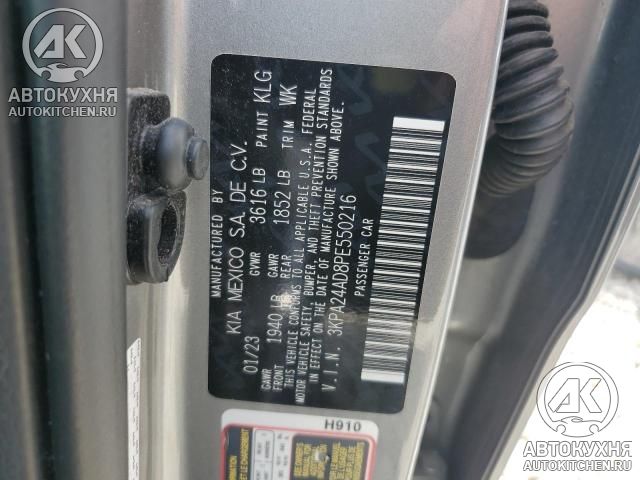 AK
АВТОКУХНЯ
AUTOKITCHEN.RU
MANUFACTURED BY
KIA MEXICO S.A. DE C.V.
01/23 GVWR 3616 LB PAINT KLG
GAWR FRONT 1940 LB GAWR REAR 1852 LB TRIM WK
THIS VEHICLE CONFORMS TO ALL APPLICABLE U.S.A. FEDERAL
MOTOR VEHICLE SAFETY, BUMPER, AND THEFT PREVENTION STANDARDS
IN EFFECT ON THE DATE OF MANUFACTURE SHOWN ABOVE.
V.I.N. 3KPA24AD8PE550216
PASSENGER CAR
H910
AK
АВТОКУХНЯ
AUTOKITCHEN.RU